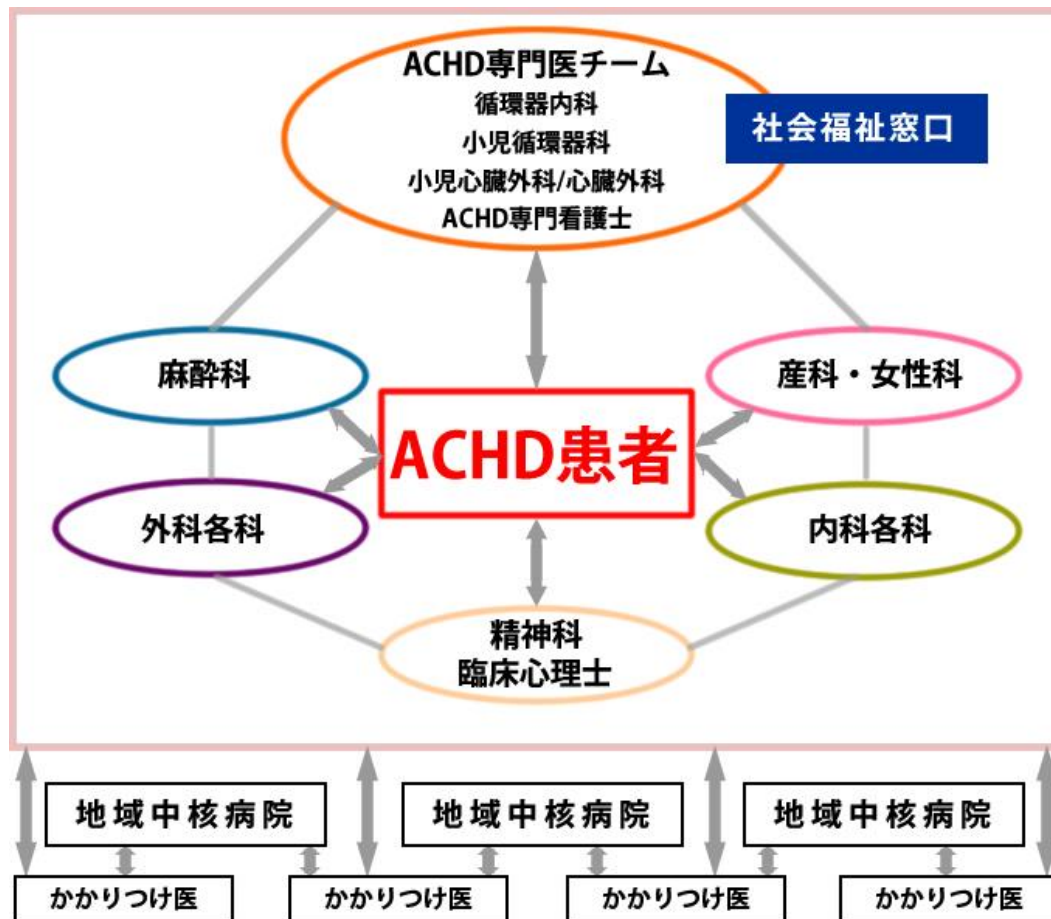 ACHD専門医チーム
循環器内科
小児循環器科
小児心臓外科/心臓外科
ACHD専門看護士
社会福祉窓口
麻酔科
産科・女性科
ACHD患者
外科各科
内科各科
精神科
臨床心理士
地域中核病院
地域中核病院
地域中核病院
かかりつけ医
かかりつけ医
かかりつけ医
かかりつけ医